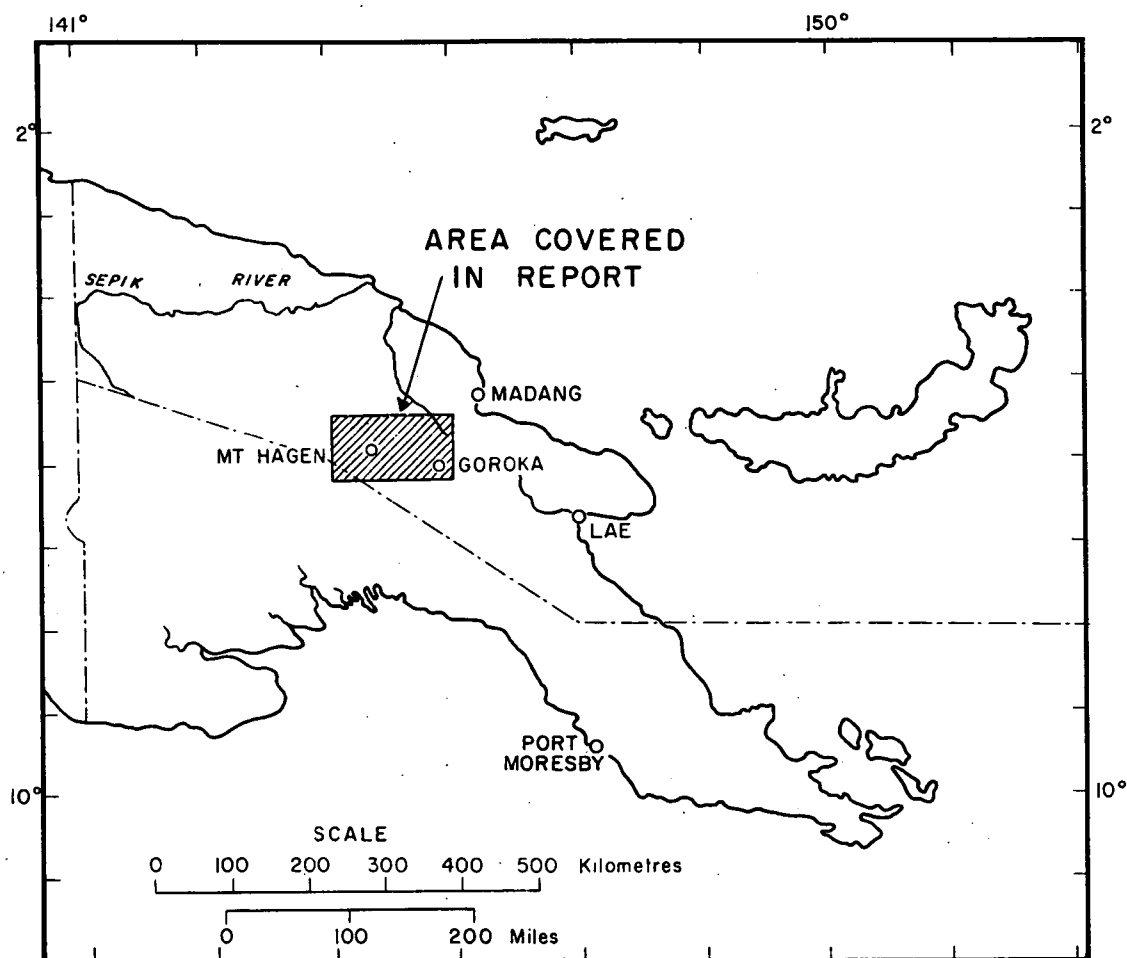 141° 150°
2° 2°
AREA COVERED
IN REPORT
SEPIK RIVER
MADANG
MT HAGEN
GOROKA
LAE
PORT
MORESBY
10° 10°
SCALE
0 100 200 300 400 500 Kilometres
0 100 200 Miles